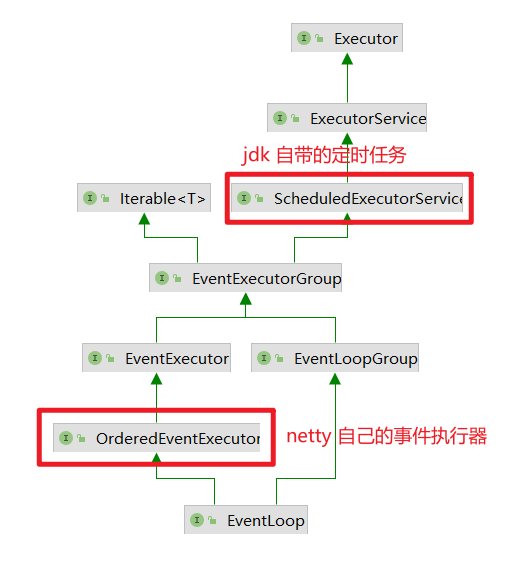 I Executor
I ExecutorService
jdk 自带的定时任务
I Iterable<T>
I ScheduledExecutorService
I EventExecutorGroup
I EventExecutor
I EventLoopGroup
I OrderedEventExecutor
netty 自己的事件执行器
I EventLoop